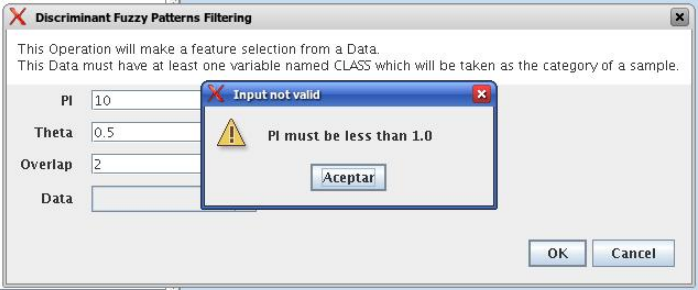 Discriminant Fuzzy Patterns Filtering
This Operation will make a feature selection from a Data.
This Data must have at least one variable named CLASS which will be taken as the category of a sample.
PI 10
Input not valid
Theta 0.5
PI must be less than 1.0
Overlap 2
Aceptar
Data
OK Cancel